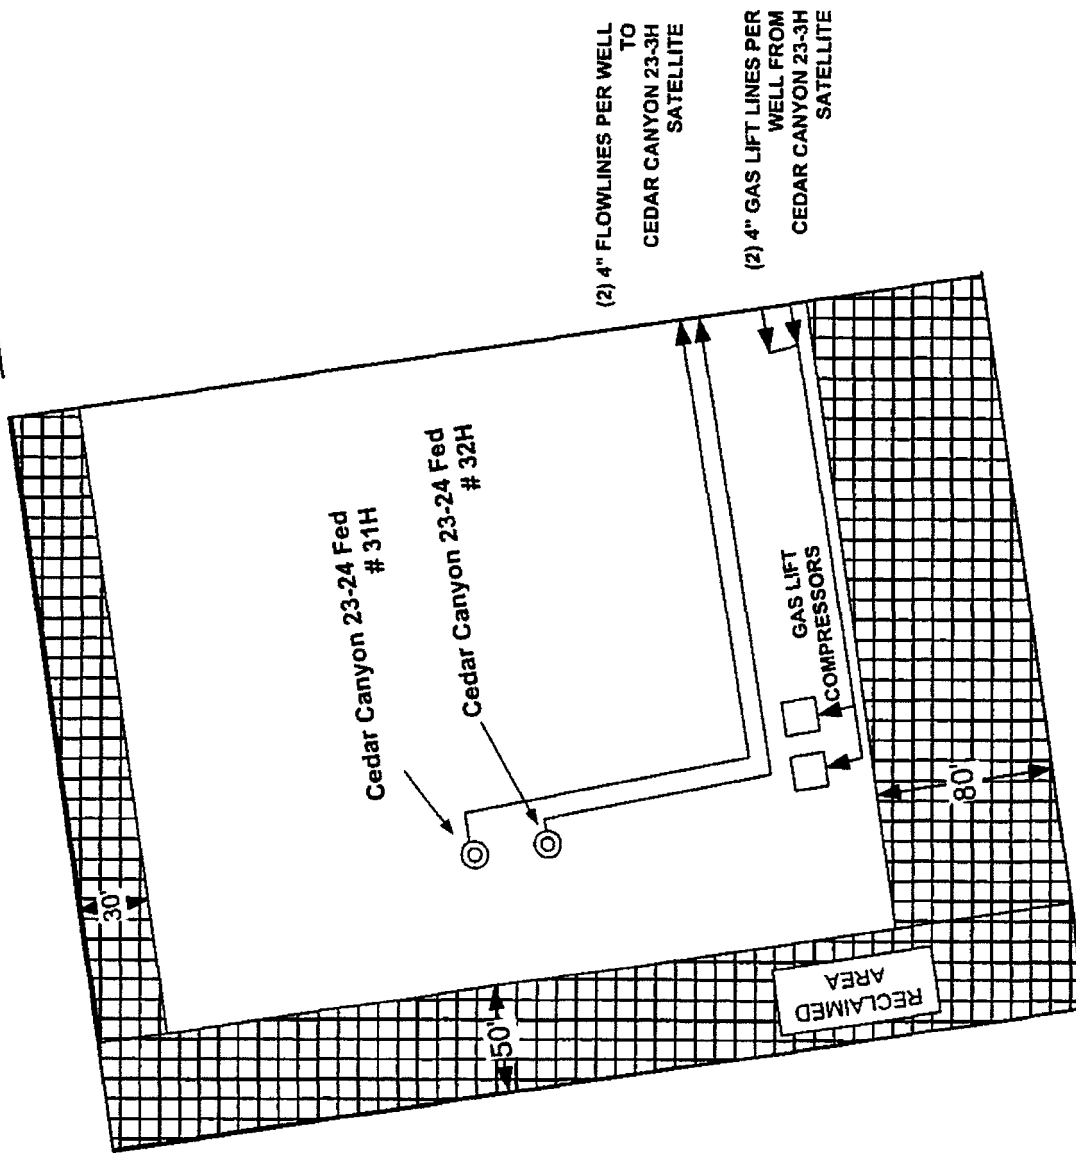 (2) 4" FLOWLINES PER WELL
TO
CEDAR CANYON 23-3H
SATELLITE
(2) 4" GAS LIFT LINES PER
WELL FROM
CEDAR CANYON 23-3H
SATELLITE
Cedar Canyon 23-24 Fed
# 31H
Cedar Canyon 23-24 Fed
# 32H
GAS LIFT
COMPRESSORS
30'
50'
80'
RECLAIMED
AREA